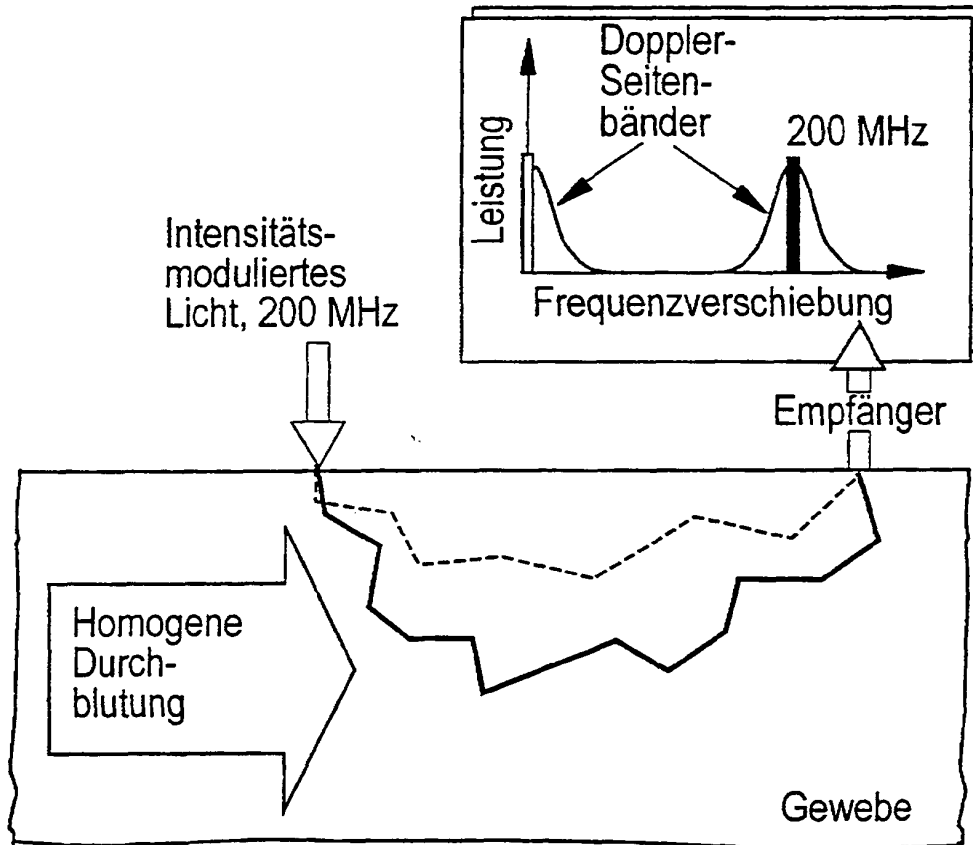 Doppler-
Seiten-
bänder
200 MHz
Leistung
Frequenzverschiebung
Intensitäts-
moduliertes
Licht, 200 MHz
Empfänger
Homogene
Durch-
blutung
Gewebe